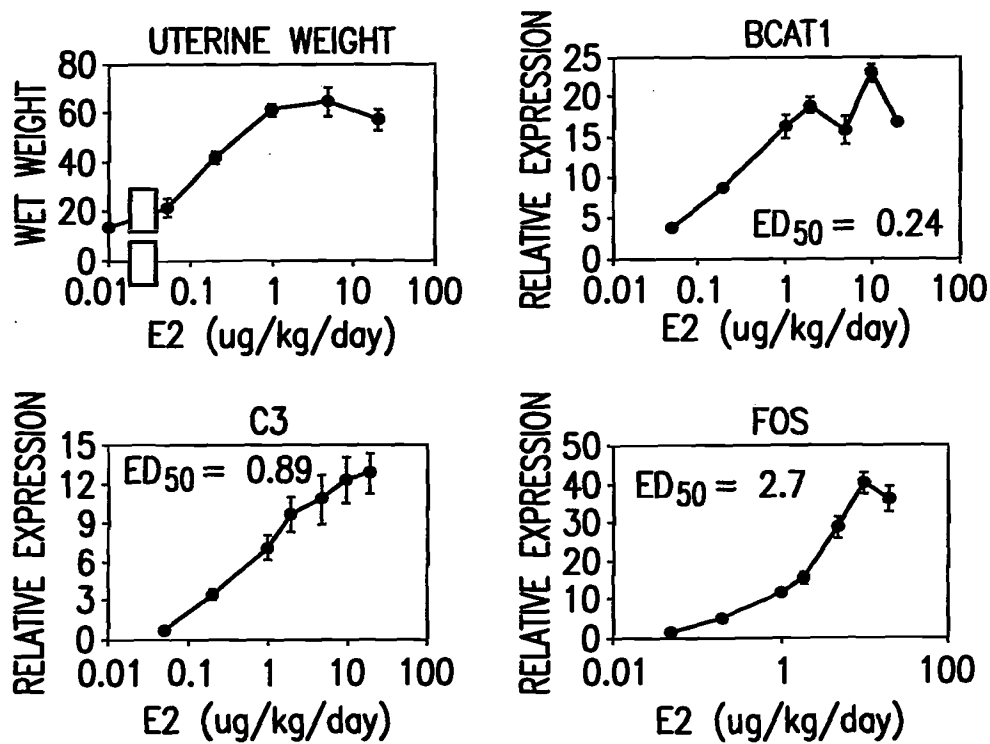 UTERINE WEIGHT
WET WEIGHT
80
60
40
20
0
0.01 0.1 1 10 100
E2 (ug/kg/day)
BCAT1
RELATIVE EXPRESSION
25
20
15
10
5
0
ED50 = 0.24
0.01 0.1 1 10 100
E2 (ug/kg/day)
C3
RELATIVE EXPRESSION
15
12
9
6
3
0
ED50 = 0.89
0.01 0.1 1 10 100
E2 (ug/kg/day)
FOS
RELATIVE EXPRESSION
50
40
30
20
10
0
ED50 = 2.7
0.01 1 100
E2 (ug/kg/day)